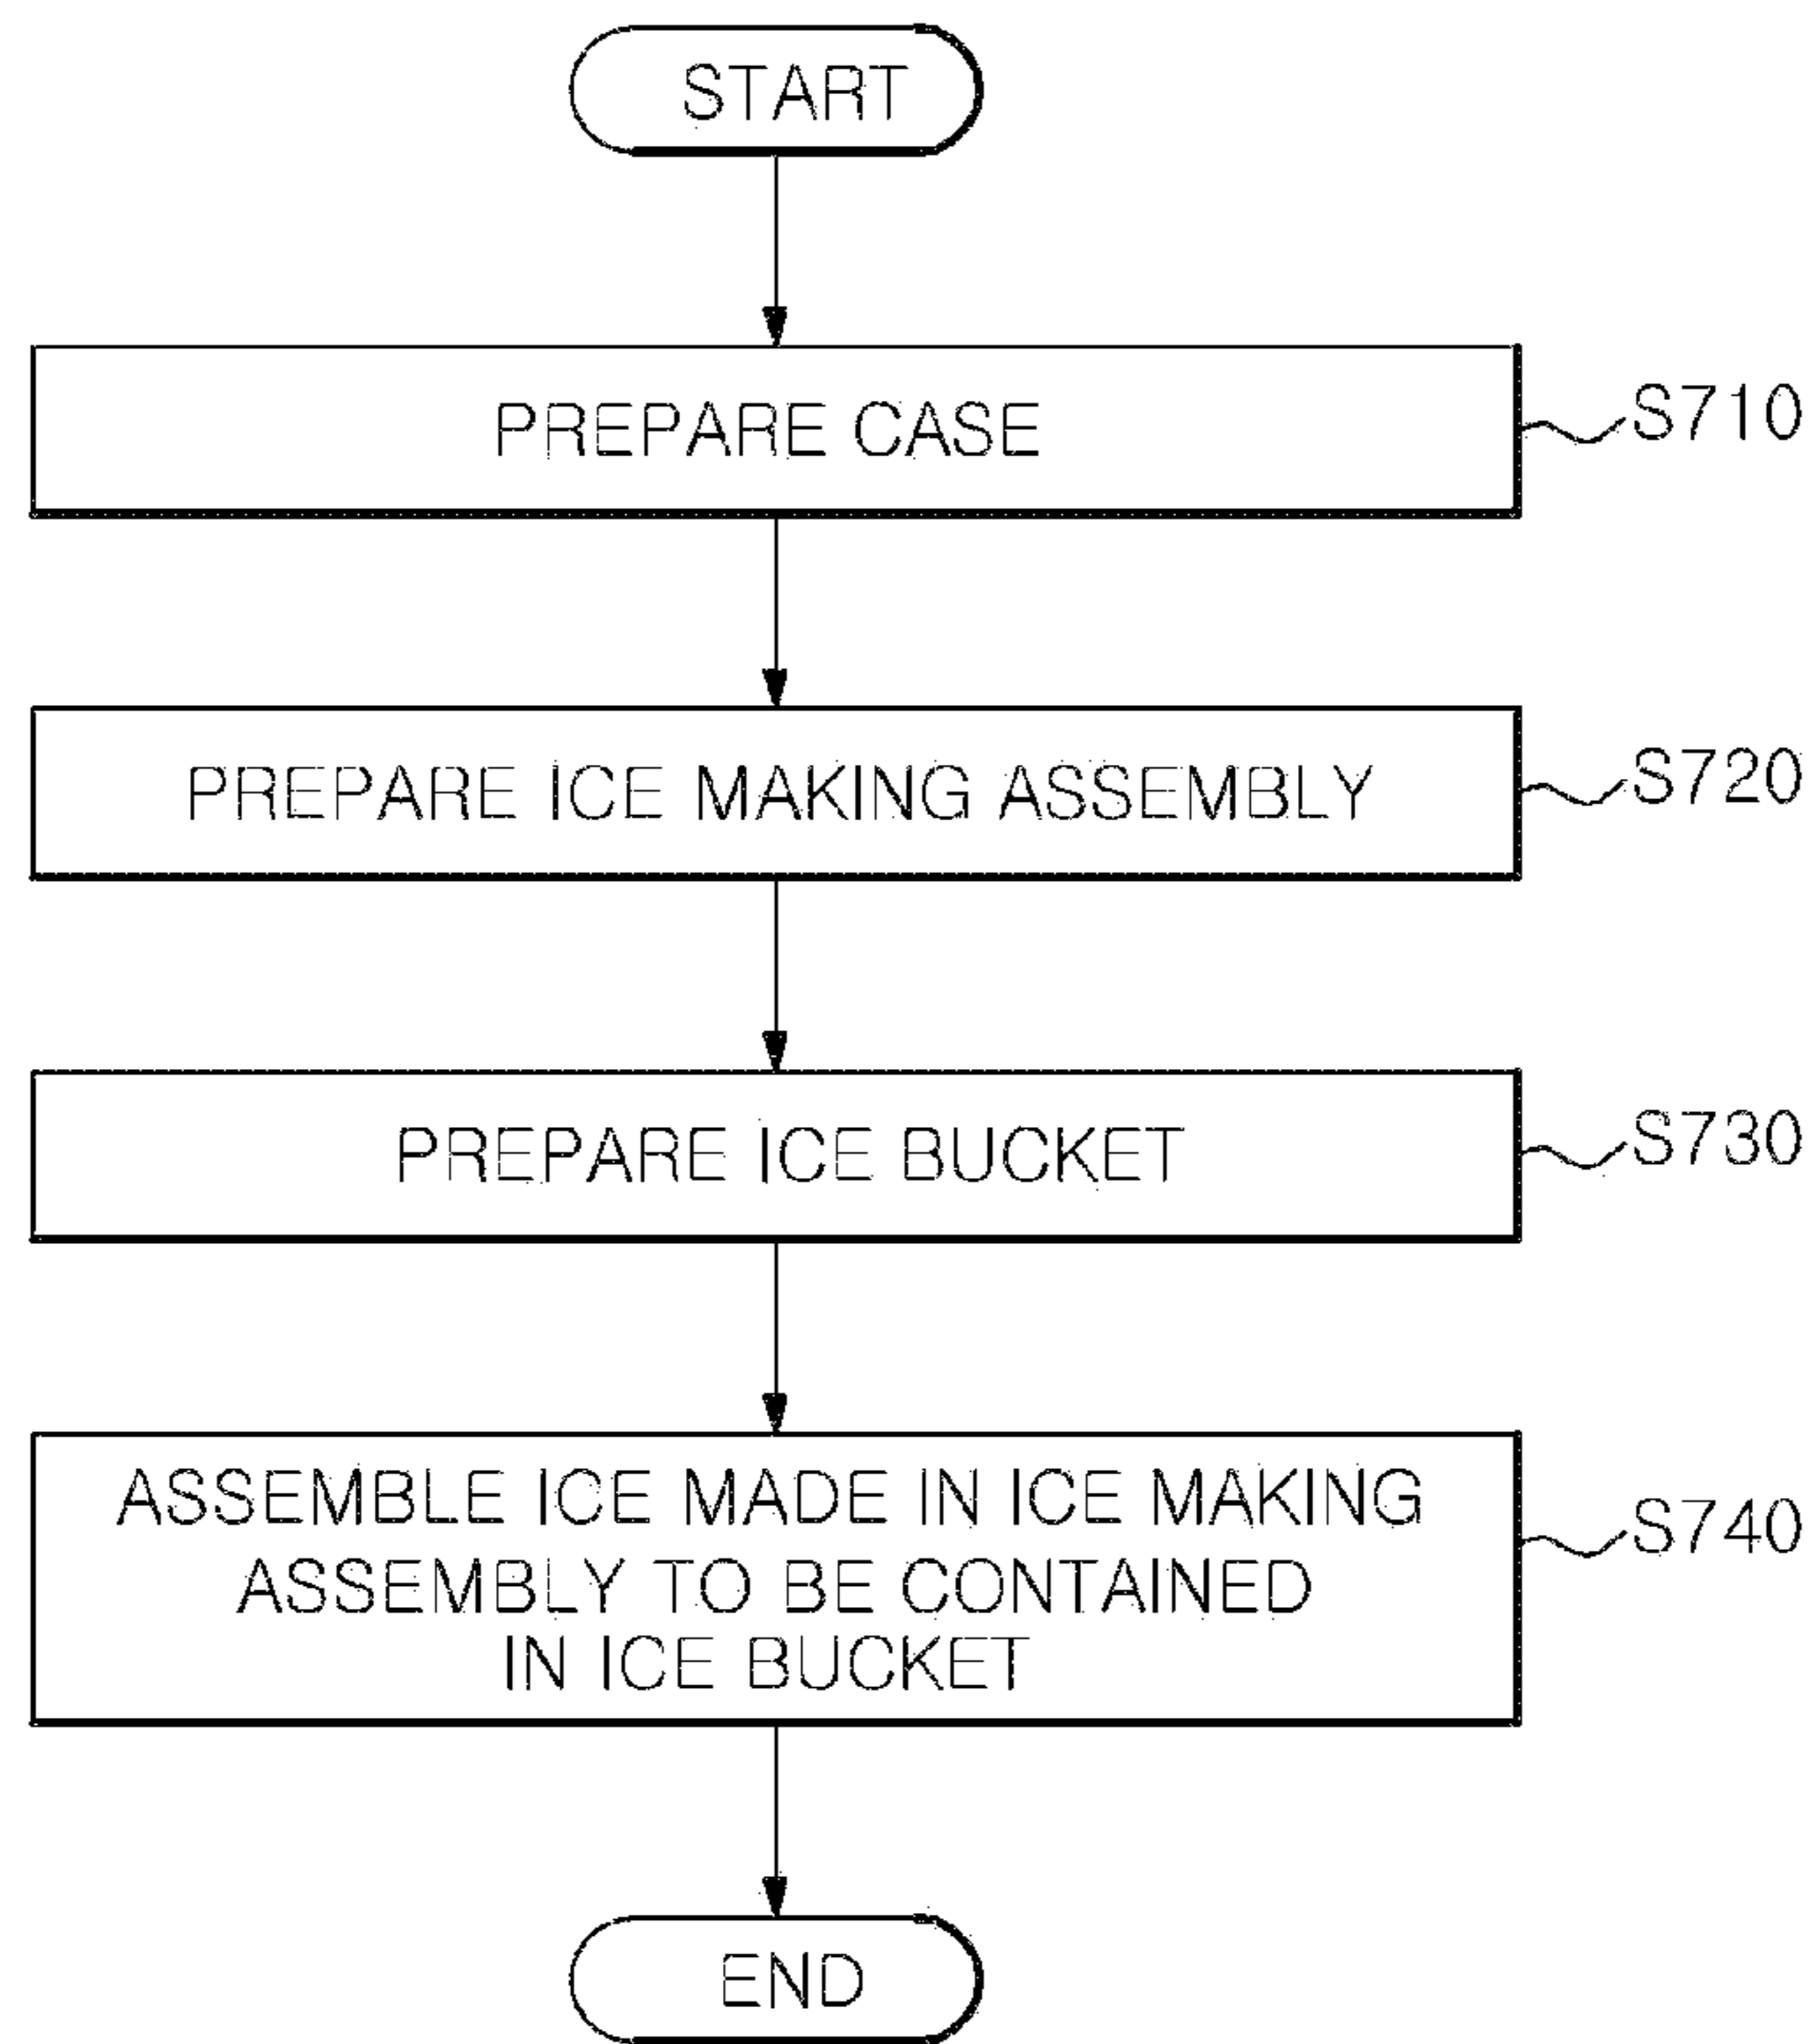 START
PREPARE CASE
S710
PREPARE ICE MAKING ASSEMBLY
S720
PREPARE ICE BUCKET
S730
ASSEMBLE ICE MADE IN ICE MAKING
ASSEMBLY TO BE CONTAINED
IN ICE BUCKET
S740
END